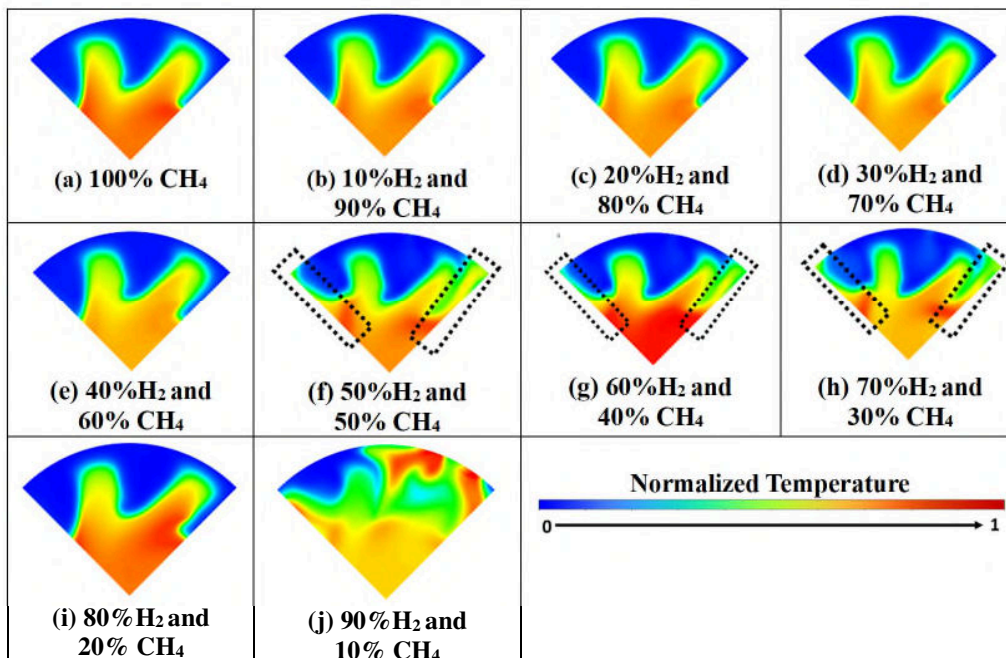 (a) 100% CH₄
(b) 10%H₂ and
90% CH₄
(c) 20%H₂ and
80% CH₄
(d) 30%H₂ and
70% CH₄
(e) 40%H₂ and
60% CH₄
(f) 50%H₂ and
50% CH₄
(g) 60%H₂ and
40% CH₄
(h) 70%H₂ and
30% CH₄
(i) 80%H₂ and
20% CH₄
(j) 90%H₂ and
10% CH₄
Normalized Temperature
0 1